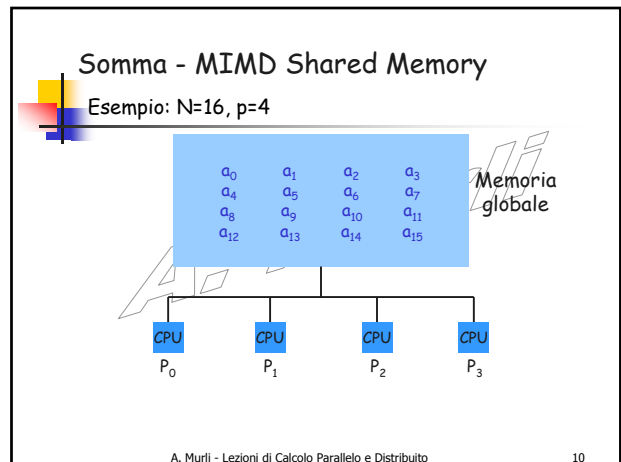 Somma - MIMD Shared Memory
Esempio: N=16, p=4
a0 a1 a2 a3
a4 a5 a6 a7
a8 a9 a10 a11
a12 a13 a14 a15
Memoria
globale
CPU CPU CPU CPU
P0 P1 P2 P3
A. Murli - Lezioni di Calcolo Parallelo e Distribuito 10